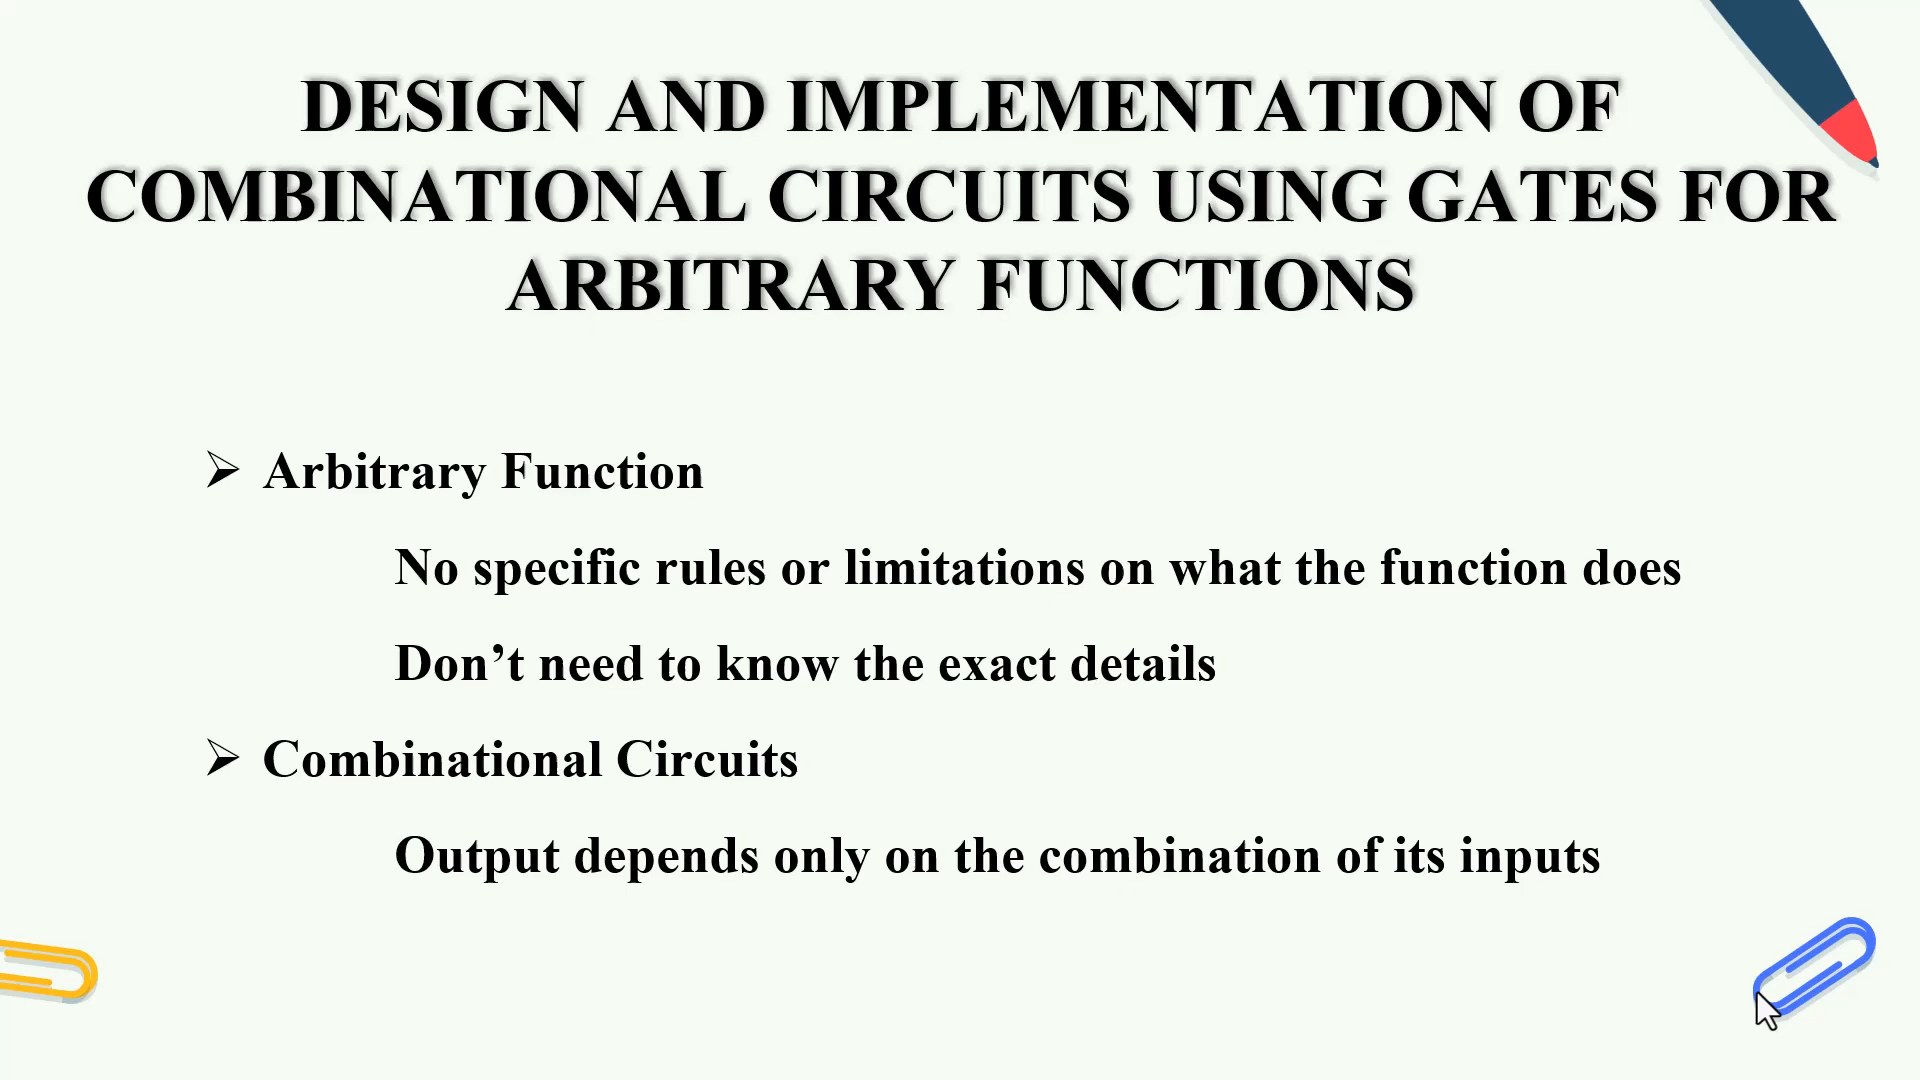 DESIGN AND IMPLEMENTATION OF
COMBINATIONAL CIRCUITS USING GATES FOR
ARBITRARY FUNCTIONS
➢ Arbitrary Function
No specific rules or limitations on what the function does
Don’t need to know the exact details
➢ Combinational Circuits
Output depends only on the combination of its inputs